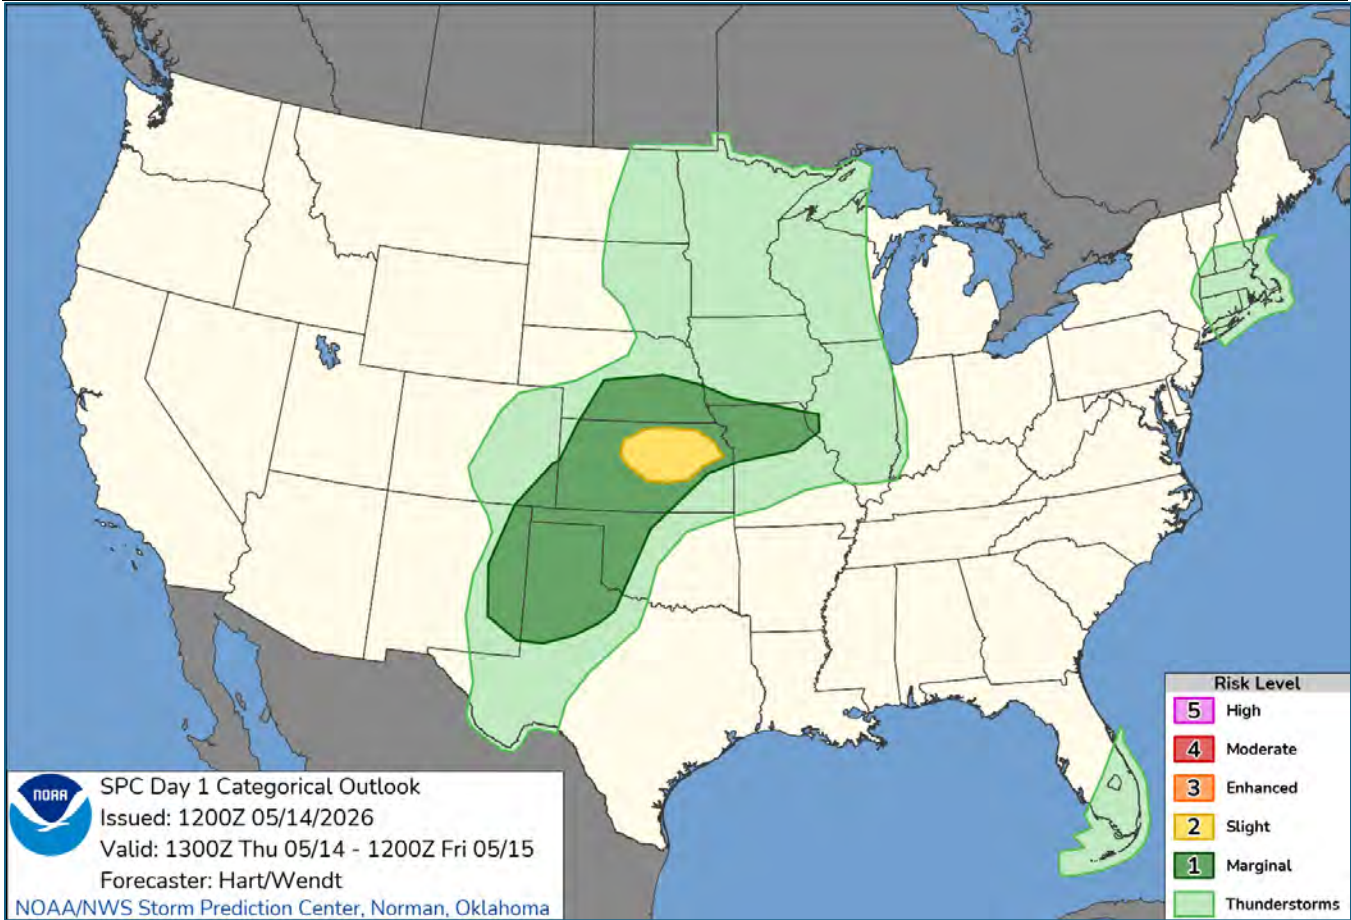 Risk Level
5 High
4 Moderate
3 Enhanced
2 Slight
1 Marginal
Thunderstorms
NOAA
SPC Day 1 Categorical Outlook
Issued: 1200Z 05/14/2026
Valid: 1300Z Thu 05/14 - 1200Z Fri 05/15
Forecaster: Hart/Wendt
NOAA/NWS Storm Prediction Center, Norman, Oklahoma